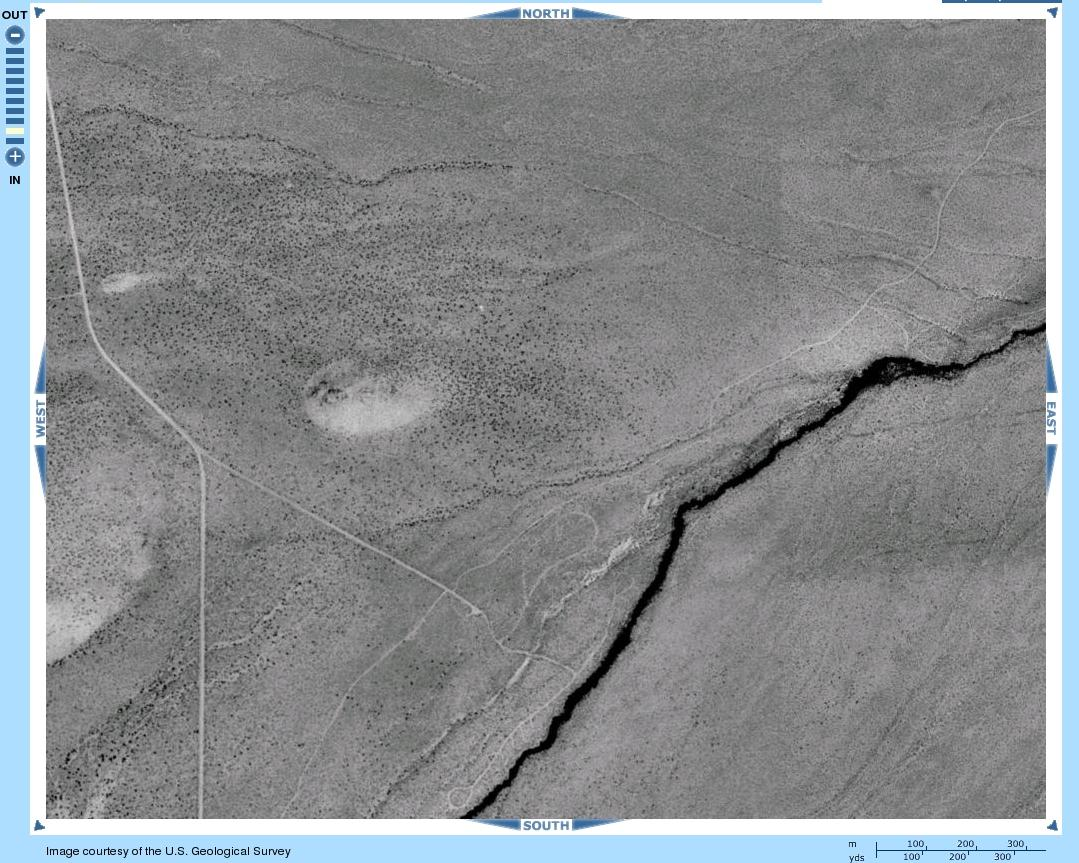 OUT
NORTH
IN
WEST
EAST
SOUTH
Image courtesy of the U.S. Geological Survey
m 100 200 300
yds 100 200 300